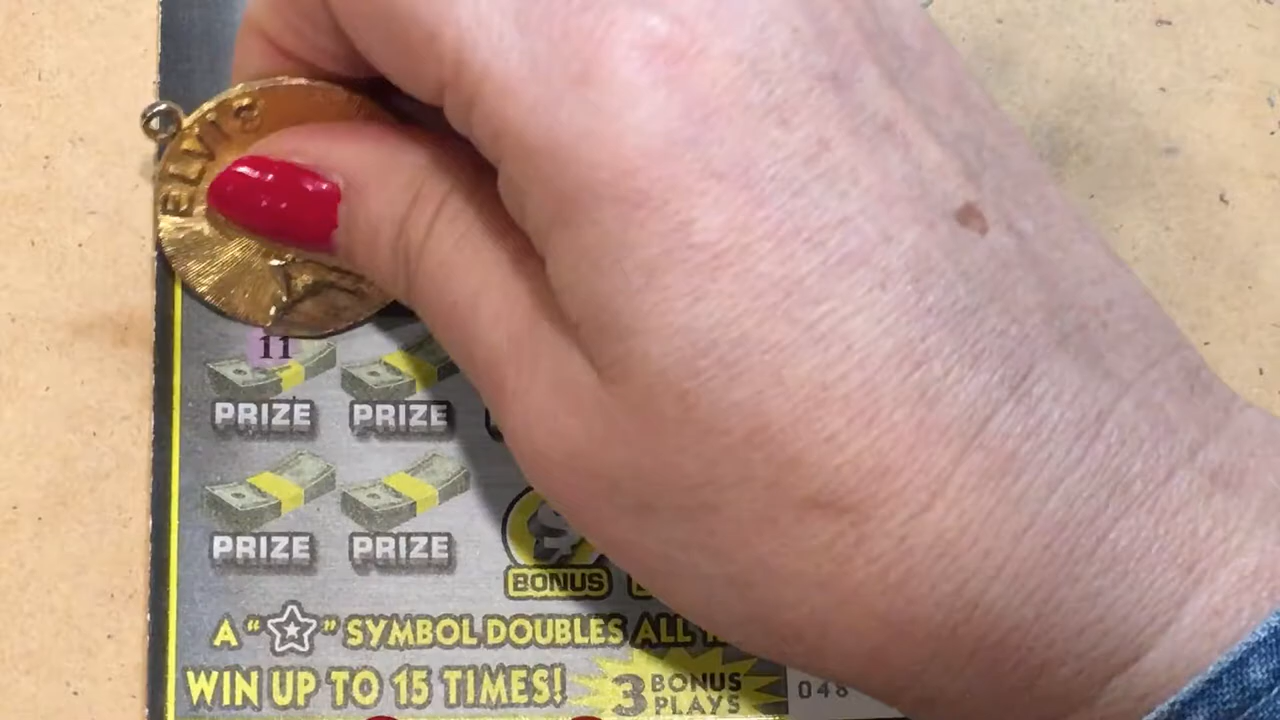 ELVIS
11
PRIZE PRIZE
PRIZE PRIZE
BONUS
A "☆" SYMBOL DOUBLES ALL
WIN UP TO 15 TIMES!
3 BONUS PLAYS
048